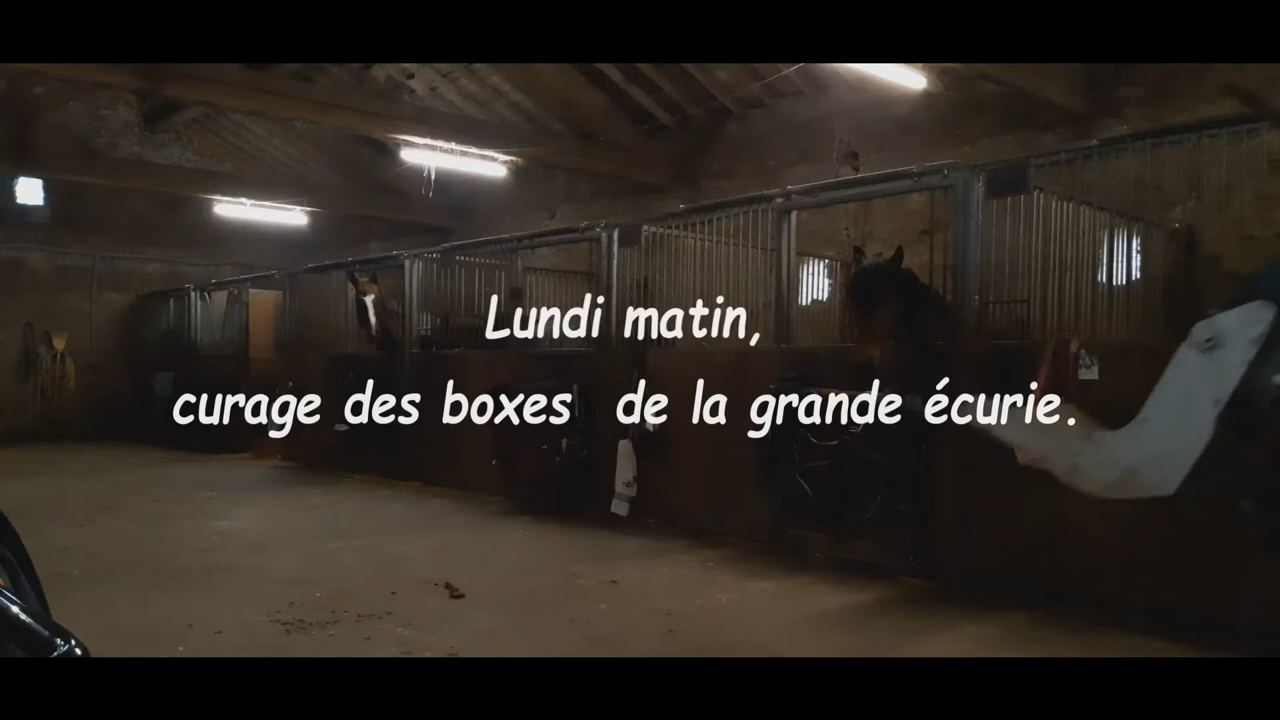 Lundi matin,
curage des boxes de la grande écurie.